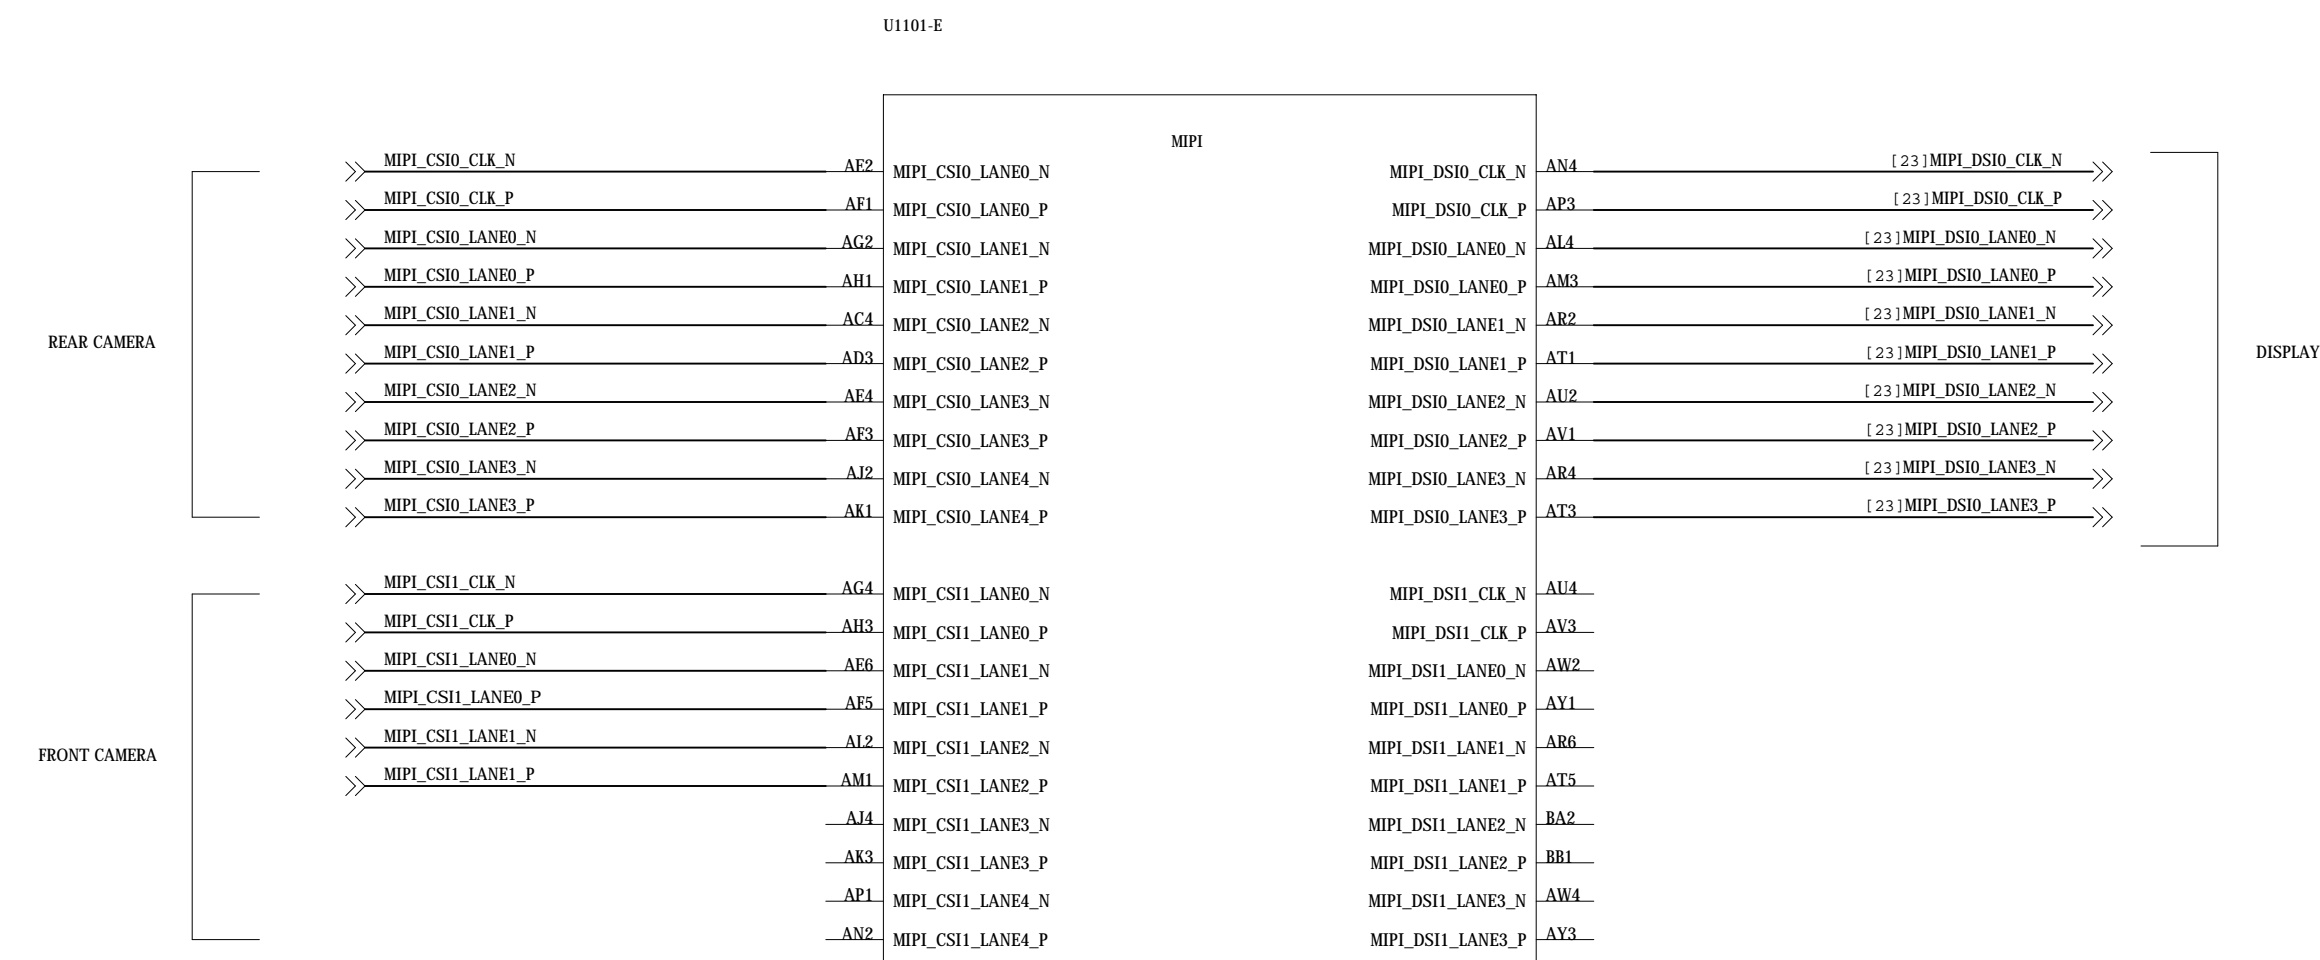 U1101-E
MIPI
MIPI_CSI0_CLK_N AE2 MIPI_CSI0_LANE0_N MIPI_DSI0_CLK_N AN4 [23]MIPI_DSI0_CLK_N
MIPI_CSI0_CLK_P AF1 MIPI_CSI0_LANE0_P MIPI_DSI0_CLK_P AP3 [23]MIPI_DSI0_CLK_P
MIPI_CSI0_LANE0_N AG2 MIPI_CSI0_LANE1_N MIPI_DSI0_LANE0_N AL4 [23]MIPI_DSI0_LANE0_N
MIPI_CSI0_LANE0_P AH1 MIPI_CSI0_LANE1_P MIPI_DSI0_LANE0_P AM3 [23]MIPI_DSI0_LANE0_P
MIPI_CSI0_LANE1_N AC4 MIPI_CSI0_LANE2_N MIPI_DSI0_LANE1_N AR2 [23]MIPI_DSI0_LANE1_N
REAR CAMERA
MIPI_CSI0_LANE1_P AD3 MIPI_CSI0_LANE2_P MIPI_DSI0_LANE1_P AT1 [23]MIPI_DSI0_LANE1_P
DISPLAY
MIPI_CSI0_LANE2_N AE4 MIPI_CSI0_LANE3_N MIPI_DSI0_LANE2_N AU2 [23]MIPI_DSI0_LANE2_N
MIPI_CSI0_LANE2_P AF3 MIPI_CSI0_LANE3_P MIPI_DSI0_LANE2_P AV1 [23]MIPI_DSI0_LANE2_P
MIPI_CSI0_LANE3_N AJ2 MIPI_CSI0_LANE4_N MIPI_DSI0_LANE3_N AR4 [23]MIPI_DSI0_LANE3_N
MIPI_CSI0_LANE3_P AK1 MIPI_CSI0_LANE4_P MIPI_DSI0_LANE3_P AT3 [23]MIPI_DSI0_LANE3_P
MIPI_CSI1_CLK_N AG4 MIPI_CSI1_LANE0_N MIPI_DSI1_CLK_N AU4
MIPI_CSI1_CLK_P AH3 MIPI_CSI1_LANE0_P MIPI_DSI1_CLK_P AV3
MIPI_CSI1_LANE0_N AE6 MIPI_CSI1_LANE1_N MIPI_DSI1_LANE0_N AW2
MIPI_CSI1_LANE0_P AF5 MIPI_CSI1_LANE1_P MIPI_DSI1_LANE0_P AY1
MIPI_CSI1_LANE1_N AL2 MIPI_CSI1_LANE2_N MIPI_DSI1_LANE1_N AR6
FRONT CAMERA
MIPI_CSI1_LANE1_P AM1 MIPI_CSI1_LANE2_P MIPI_DSI1_LANE1_P AT5
AJ4 MIPI_CSI1_LANE3_N MIPI_DSI1_LANE2_N BA2
AK3 MIPI_CSI1_LANE3_P MIPI_DSI1_LANE2_P BB1
AP1 MIPI_CSI1_LANE4_N MIPI_DSI1_LANE3_N AW4
AN2 MIPI_CSI1_LANE4_P MIPI_DSI1_LANE3_P AY3